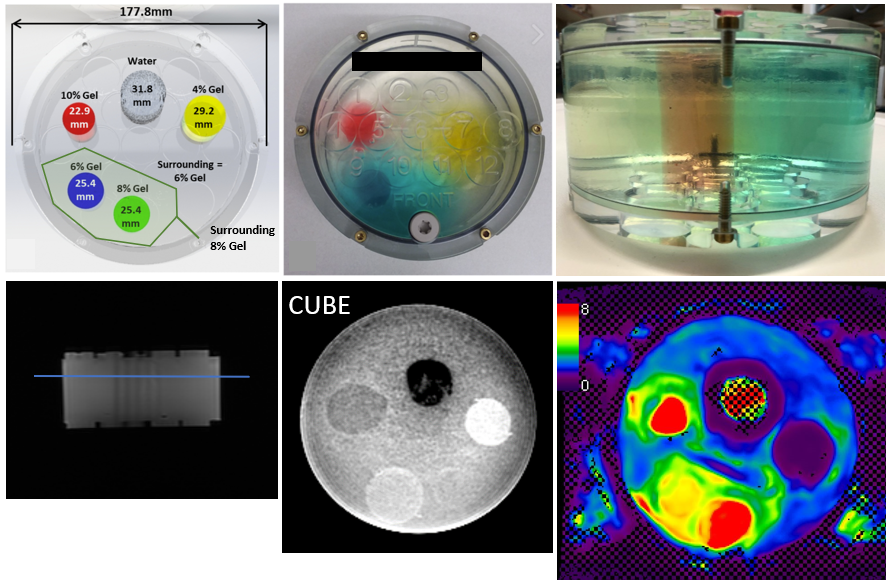 177.8mm
Water
31.8
mm
10% Gel
22.9
mm
4% Gel
29.2
mm
6% Gel
25.4
mm
8% Gel
25.4
mm
Surrounding =
6% Gel
Surrounding
8% Gel
1
2
4
5
7
8
9
10
11
12
FRONT
CUBE
8
0